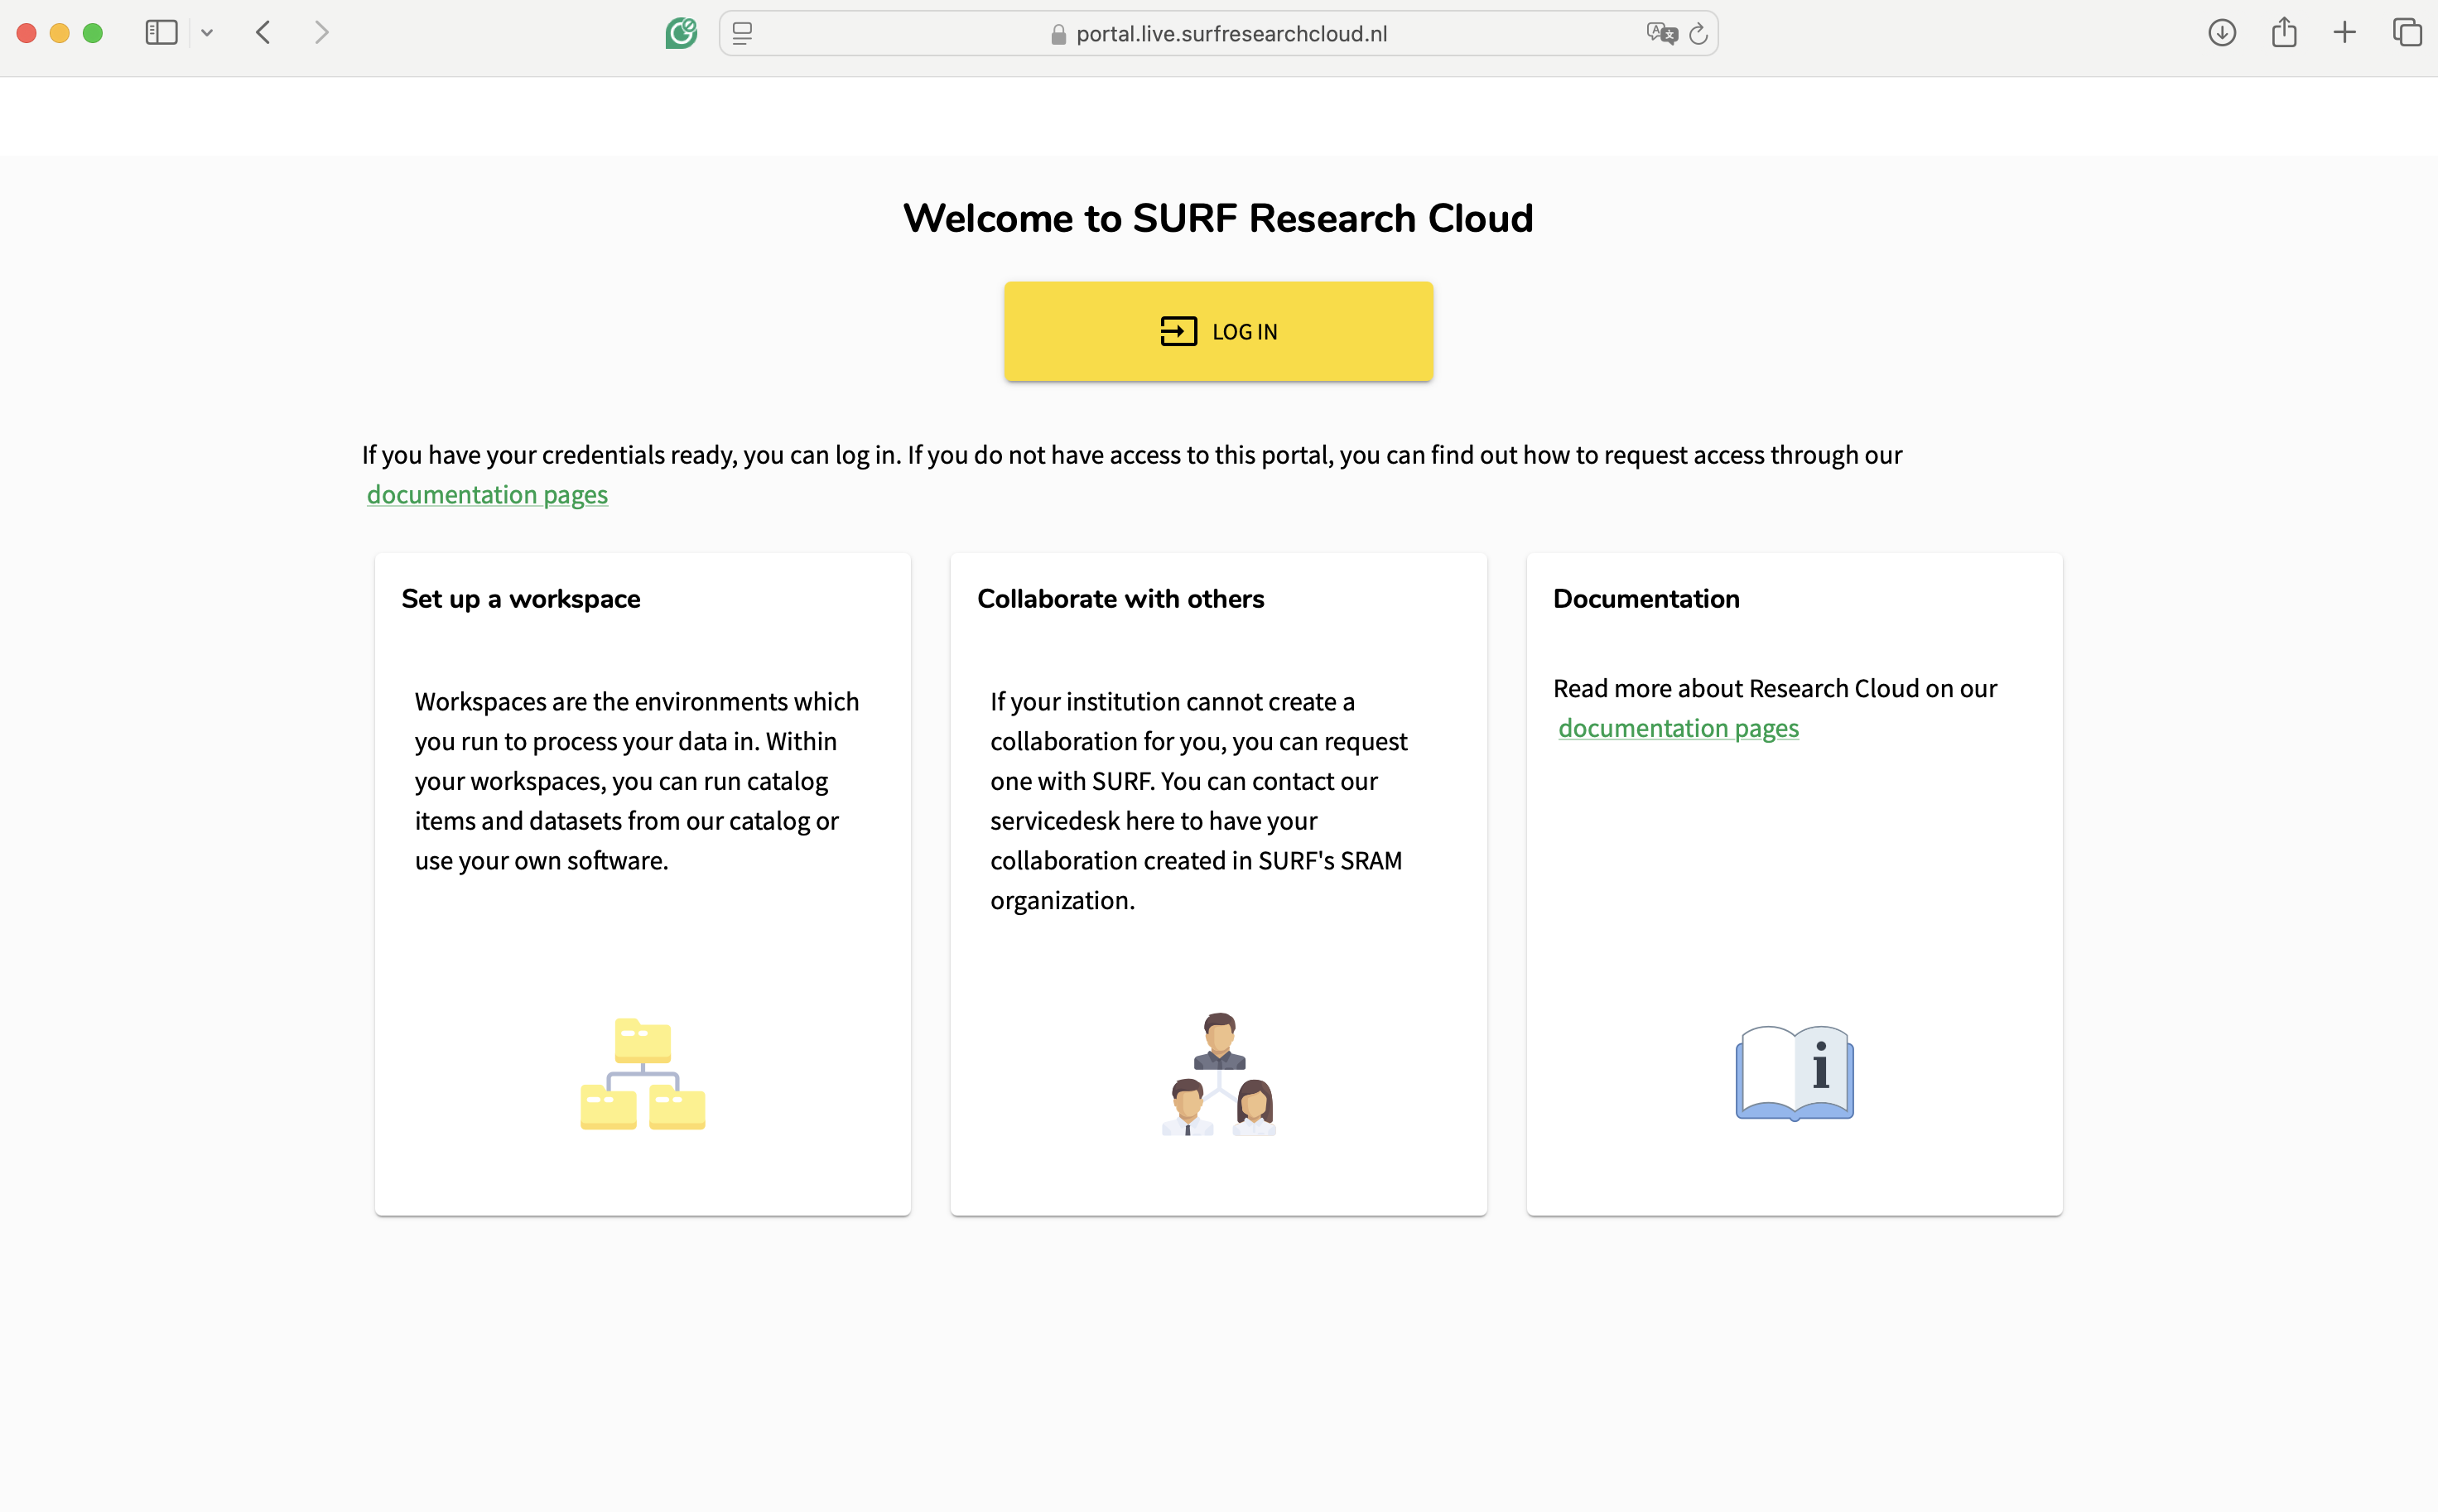 portal.live.surfresearchcloud.nl
Welcome to SURF Research Cloud
LOG IN
If you have your credentials ready, you can log in. If you do not have access to this portal, you can find out how to request access through our
documentation pages
Set up a workspace
Workspaces are the environments which
you run to process your data in. Within
your workspaces, you can run catalog
items and datasets from our catalog or
use your own software.
Collaborate with others
If your institution cannot create a
collaboration for you, you can request
one with SURF. You can contact our
servicedesk here to have your
collaboration created in SURF's SRAM
organization.
Documentation
Read more about Research Cloud on our
documentation pages
i